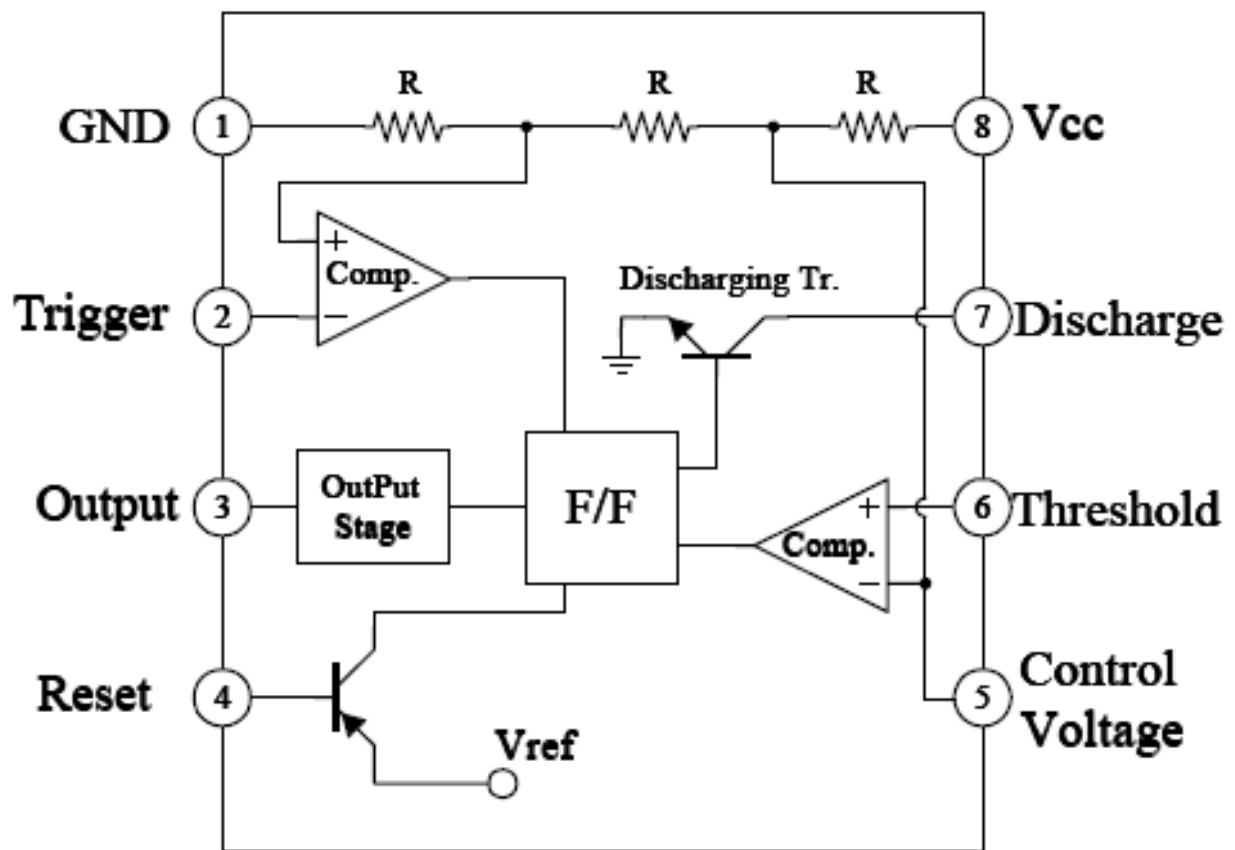 R
R
R
GND
1
8
Vcc
+
Comp.
−
Discharging Tr.
Trigger
2
7
Discharge
Output
3
OutPut
Stage
F/F
+
Comp.
−
6
Threshold
Reset
4
Vref
5
Control
Voltage